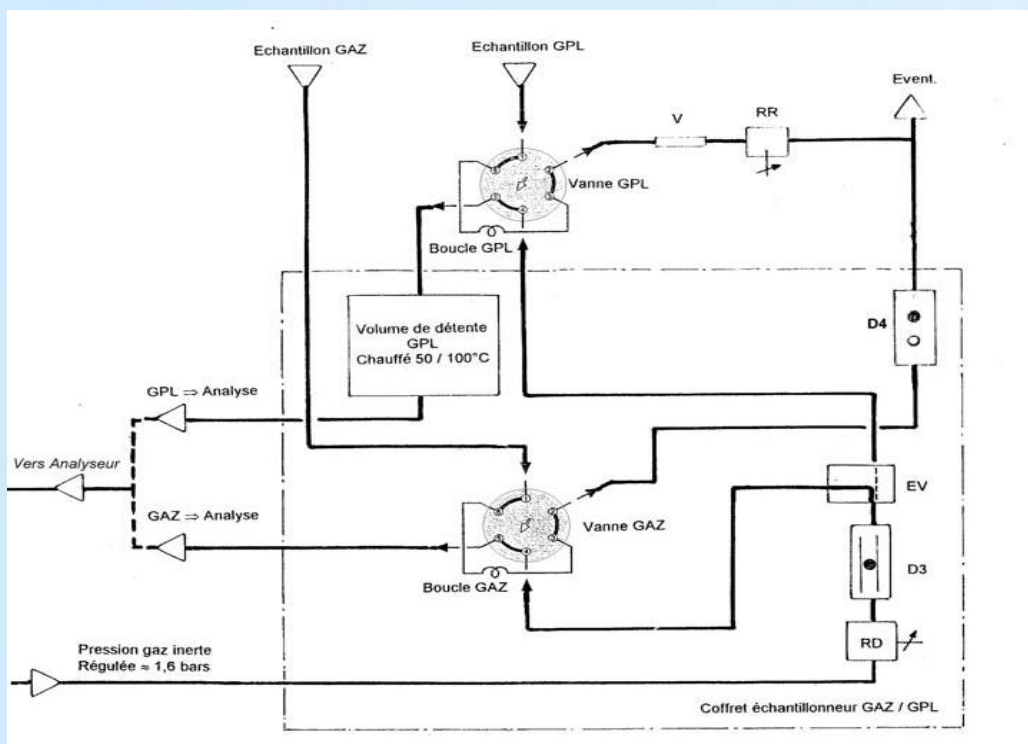 Echantillon GAZ
Echantillon GPL
Event.
V
RR
Vanne GPL
Boucle GPL
Volume de détente
GPL
Chauffé 50 / 100°C
D4
GPL ⇒ Analyse
Vers Analyseur
GAZ ⇒ Analyse
EV
Vanne GAZ
D3
Boucle GAZ
RD
Pression gaz inerte
Régulée ≈ 1,6 bars
Coffret échantillonneur GAZ / GPL